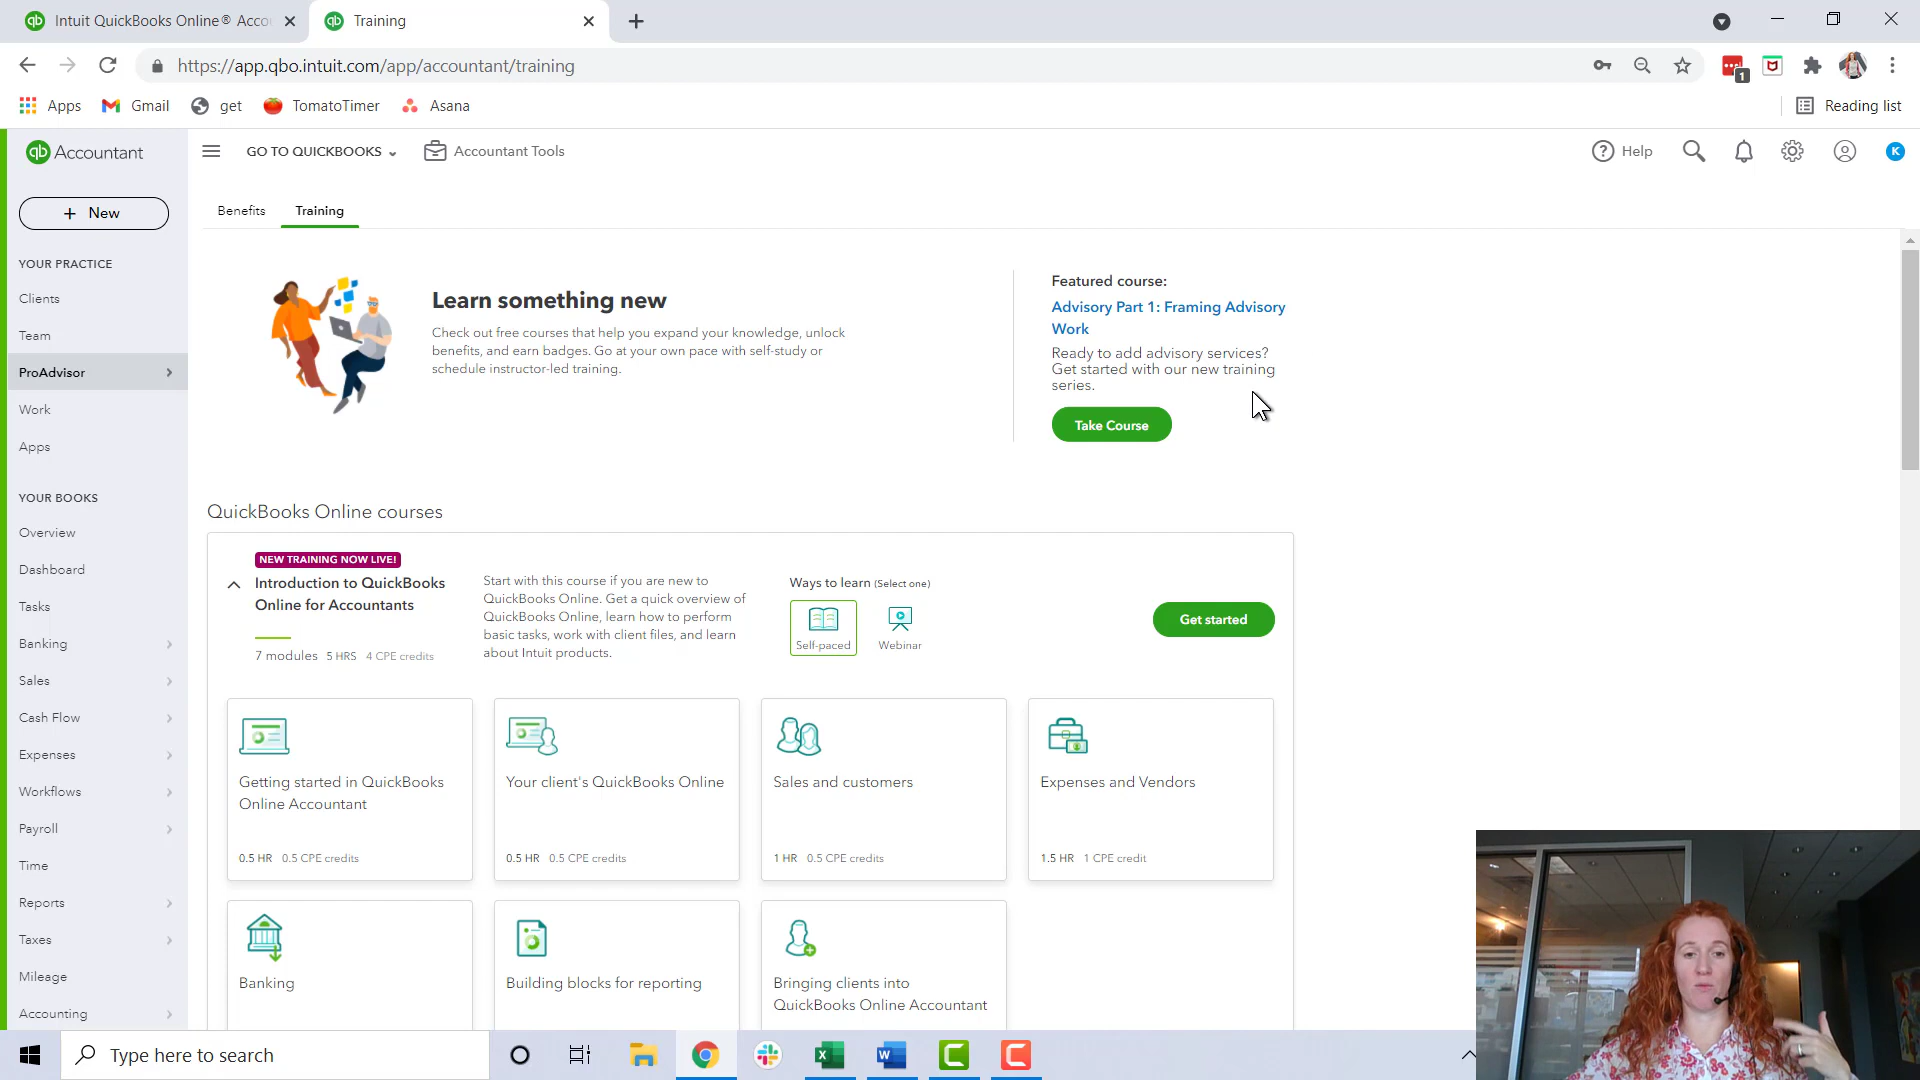 Intuit QuickBooks Online® Acco
Training
https://app.qbo.intuit.com/app/accountant/training
1
Apps
Gmail
get
TomatoTimer
Asana
Reading list
qb Accountant
GO TO QUICKBOOKS
Accountant Tools
Help
K
+ New
Benefits
Training
YOUR PRACTICE
Clients
Team
ProAdvisor
Work
Apps
YOUR BOOKS
Overview
Dashboard
Tasks
Banking
Sales
Cash Flow
Expenses
Workflows
Payroll
Time
Reports
Taxes
Mileage
Accounting
Learn something new
Check out free courses that help you expand your knowledge, unlock
benefits, and earn badges. Go at your own pace with self-study or
schedule instructor-led training.
Featured course:
Advisory Part 1: Framing Advisory
Work
Ready to add advisory services?
Get started with our new training
series.
Take Course
QuickBooks Online courses
NEW TRAINING NOW LIVE!
Introduction to QuickBooks
Online for Accountants
7 modules 5 HRS 4 CPE credits
Start with this course if you are new to
QuickBooks Online. Get a quick overview of
QuickBooks Online, learn how to perform
basic tasks, work with client files, and learn
about Intuit products.
Ways to learn (Select one)
Self-paced
Webinar
Get started
Getting started in QuickBooks
Online Accountant
0.5 HR 0.5 CPE credits
Your client's QuickBooks Online
0.5 HR 0.5 CPE credits
Sales and customers
1 HR 0.5 CPE credits
Expenses and Vendors
1.5 HR 1 CPE credit
Banking
Building blocks for reporting
Bringing clients into
QuickBooks Online Accountant
Type here to search